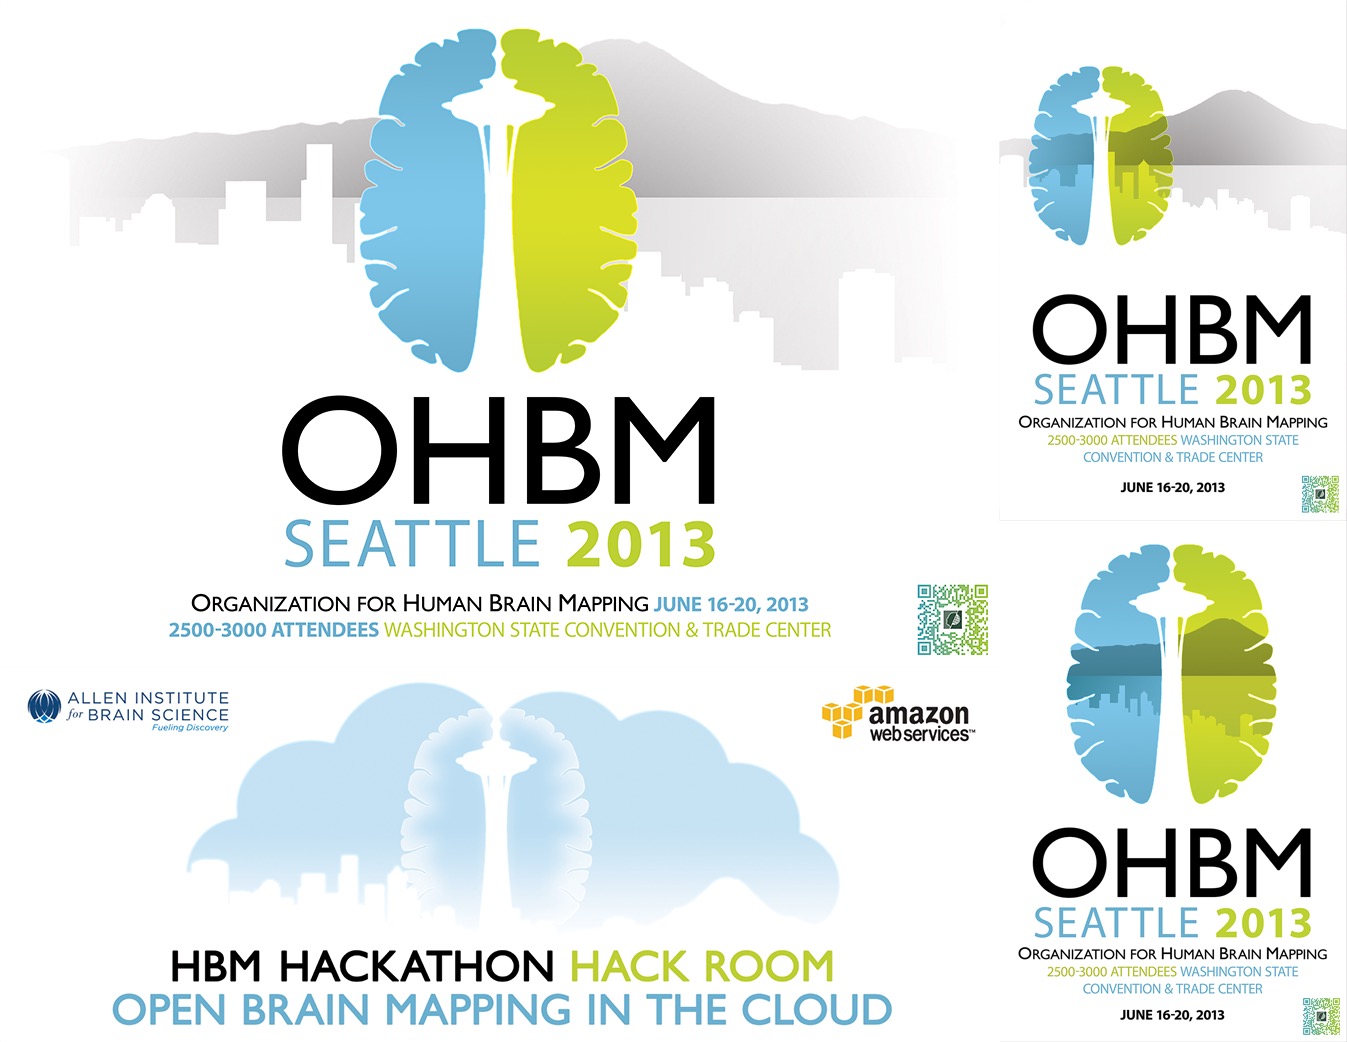 OHBM
SEATTLE 2013
ORGANIZATION FOR HUMAN BRAIN MAPPING JUNE 16-20, 2013
2500-3000 ATTENDEES WASHINGTON STATE CONVENTION & TRADE CENTER
ALLEN INSTITUTE
for BRAIN SCIENCE
Fueling Discovery
amazon
web services™
HBM HACKATHON HACK ROOM
OPEN BRAIN MAPPING IN THE CLOUD
OHBM
SEATTLE 2013
ORGANIZATION FOR HUMAN BRAIN MAPPING
2500-3000 ATTENDEES WASHINGTON STATE
CONVENTION & TRADE CENTER
JUNE 16-20, 2013
OHBM
SEATTLE 2013
ORGANIZATION FOR HUMAN BRAIN MAPPING
2500-3000 ATTENDEES WASHINGTON STATE
CONVENTION & TRADE CENTER
JUNE 16-20, 2013